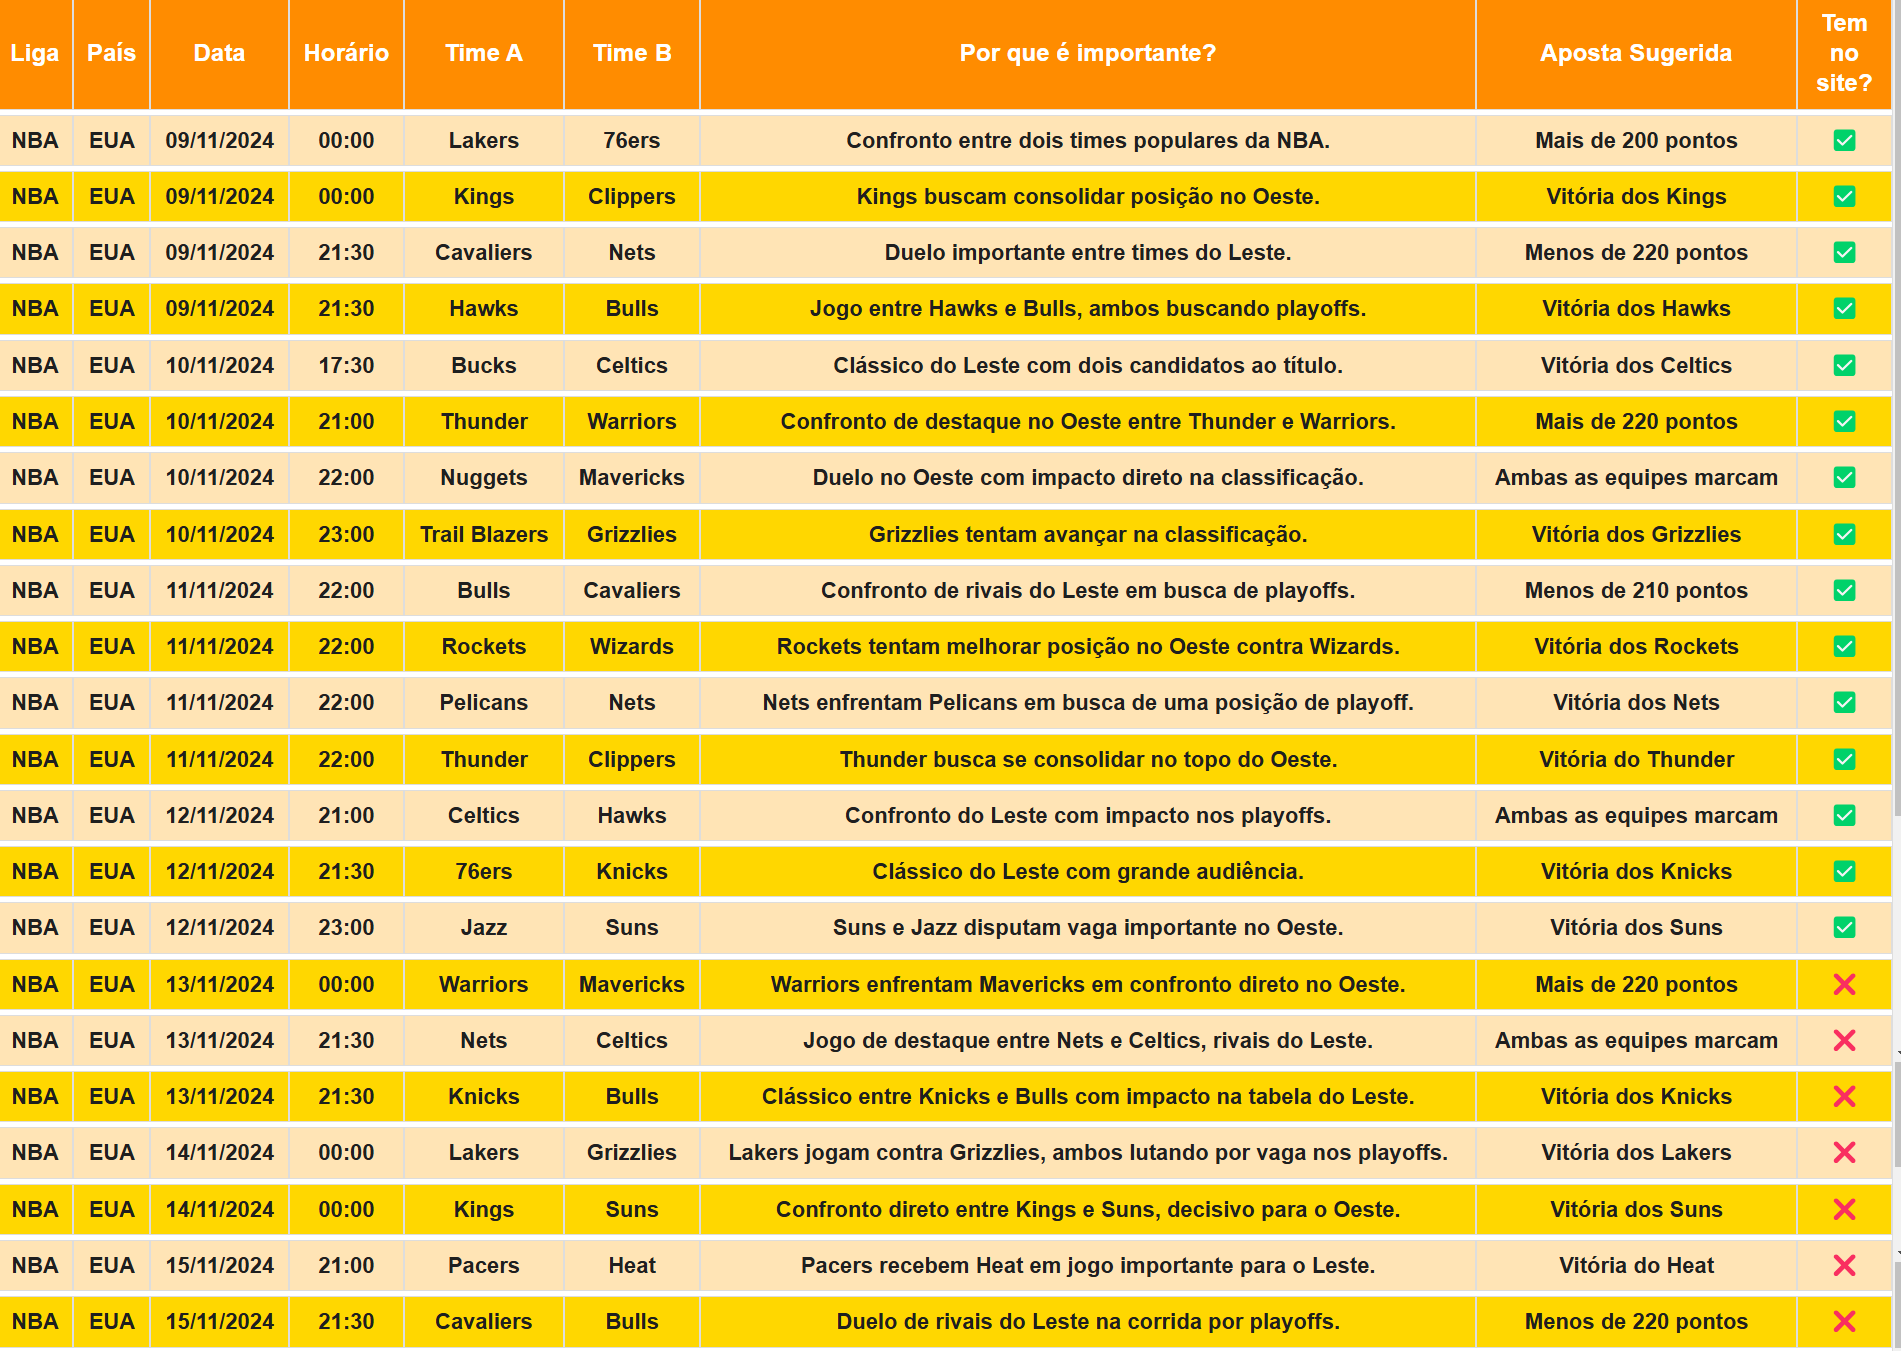 Liga País Data Horário Time A Time B Por que é importante? Aposta Sugerida Tem no site?
NBA EUA 09/11/2024 00:00 Lakers 76ers Confronto entre dois times populares da NBA. Mais de 200 pontos ✅
NBA EUA 09/11/2024 00:00 Kings Clippers Kings buscam consolidar posição no Oeste. Vitória dos Kings ✅
NBA EUA 09/11/2024 21:30 Cavaliers Nets Duelo importante entre times do Leste. Menos de 220 pontos ✅
NBA EUA 09/11/2024 21:30 Hawks Bulls Jogo entre Hawks e Bulls, ambos buscando playoffs. Vitória dos Hawks ✅
NBA EUA 10/11/2024 17:30 Bucks Celtics Clássico do Leste com dois candidatos ao título. Vitória dos Celtics ✅
NBA EUA 10/11/2024 21:00 Thunder Warriors Confronto de destaque no Oeste entre Thunder e Warriors. Mais de 220 pontos ✅
NBA EUA 10/11/2024 22:00 Nuggets Mavericks Duelo no Oeste com impacto direto na classificação. Ambas as equipes marcam ✅
NBA EUA 10/11/2024 23:00 Trail Blazers Grizzlies Grizzlies tentam avançar na classificação. Vitória dos Grizzlies ✅
NBA EUA 11/11/2024 22:00 Bulls Cavaliers Confronto de rivais do Leste em busca de playoffs. Menos de 210 pontos ✅
NBA EUA 11/11/2024 22:00 Rockets Wizards Rockets tentam melhorar posição no Oeste contra Wizards. Vitória dos Rockets ✅
NBA EUA 11/11/2024 22:00 Pelicans Nets Nets enfrentam Pelicans em busca de uma posição de playoff. Vitória dos Nets ✅
NBA EUA 11/11/2024 22:00 Thunder Clippers Thunder busca se consolidar no topo do Oeste. Vitória do Thunder ✅
NBA EUA 12/11/2024 21:00 Celtics Hawks Confronto do Leste com impacto nos playoffs. Ambas as equipes marcam ✅
NBA EUA 12/11/2024 21:30 76ers Knicks Clássico do Leste com grande audiência. Vitória dos Knicks ✅
NBA EUA 12/11/2024 23:00 Jazz Suns Suns e Jazz disputam vaga importante no Oeste. Vitória dos Suns ✅
NBA EUA 13/11/2024 00:00 Warriors Mavericks Warriors enfrentam Mavericks em confronto direto no Oeste. Mais de 220 pontos ❌
NBA EUA 13/11/2024 21:30 Nets Celtics Jogo de destaque entre Nets e Celtics, rivais do Leste. Ambas as equipes marcam ❌
NBA EUA 13/11/2024 21:30 Knicks Bulls Clássico entre Knicks e Bulls com impacto na tabela do Leste. Vitória dos Knicks ❌
NBA EUA 14/11/2024 00:00 Lakers Grizzlies Lakers jogam contra Grizzlies, ambos lutando por vaga nos playoffs. Vitória dos Lakers ❌
NBA EUA 14/11/2024 00:00 Kings Suns Confronto direto entre Kings e Suns, decisivo para o Oeste. Vitória dos Suns ❌
NBA EUA 15/11/2024 21:00 Pacers Heat Pacers recebem Heat em jogo importante para o Leste. Vitória do Heat ❌
NBA EUA 15/11/2024 21:30 Cavaliers Bulls Duelo de rivais do Leste na corrida por playoffs. Menos de 220 pontos ❌